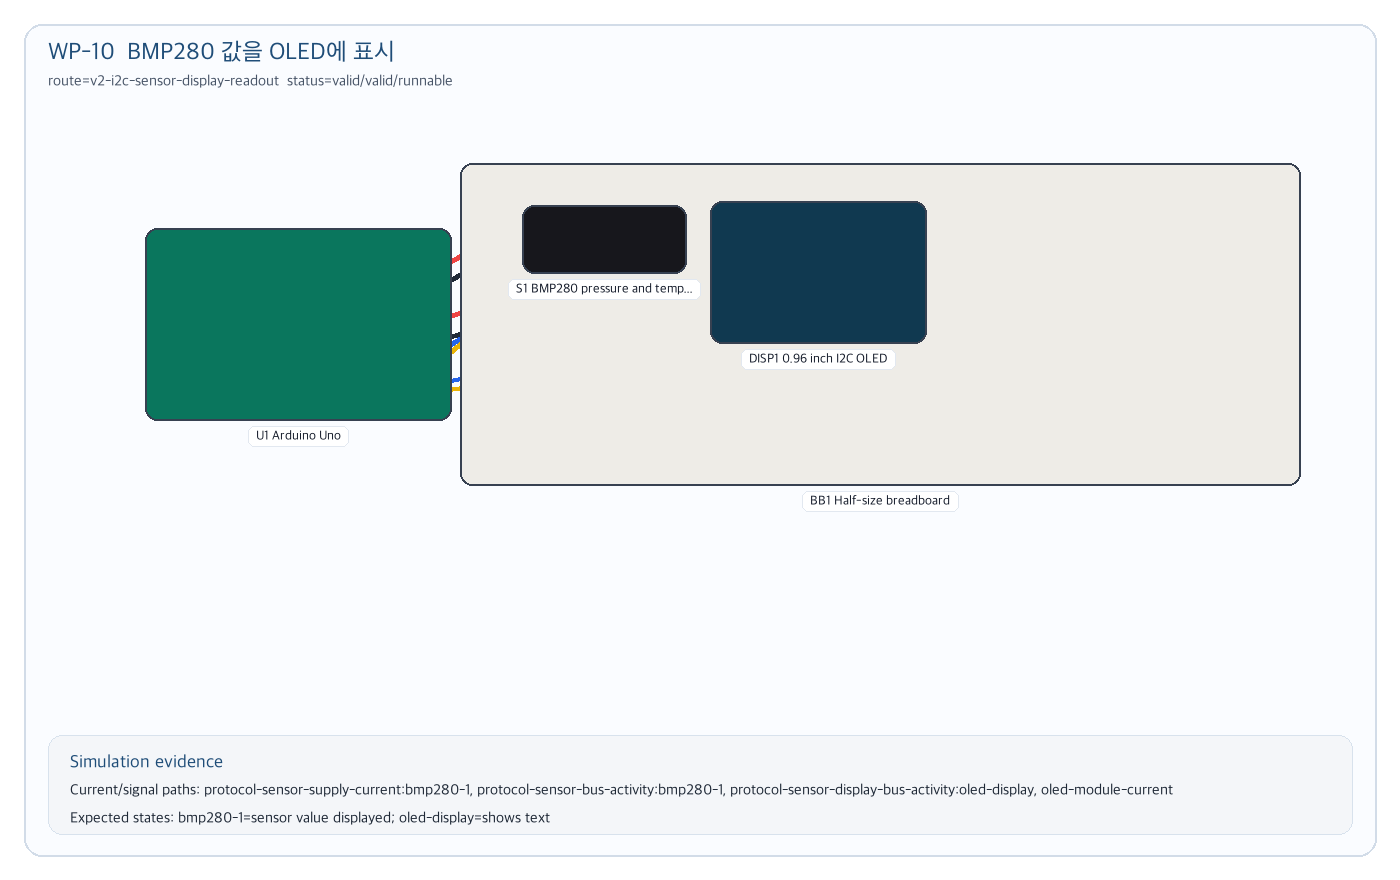 WP-10 BMP280 값을 OLED에 표시
route=v2-i2c-sensor-display-readout status=valid/valid/runnable
S1 BMP280 pressure and temp...
DISP1 0.96 inch I2C OLED
U1 Arduino Uno
BB1 Half-size breadboard
Simulation evidence
Current/signal paths: protocol-sensor-supply-current:bmp280-1, protocol-sensor-bus-activity:bmp280-1, protocol-sensor-display-bus-activity:oled-display, oled-module-current
Expected states: bmp280-1=sensor value displayed; oled-display=shows text